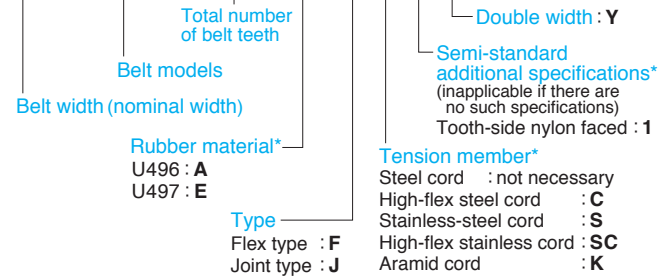 Total number
of belt teeth
Double width : Y
Belt models
Semi-standard
additional specifications*
(inapplicable if there are
no such specifications)
Tooth-side nylon faced : 1
Belt width (nominal width)
Rubber material*
U496 : A
U497 : E
Tension member*
Steel cord : not necessary
High-flex steel cord : C
Stainless-steel cord : S
High-flex stainless cord : SC
Aramid cord : K
Type
Flex type : F
Joint type : J